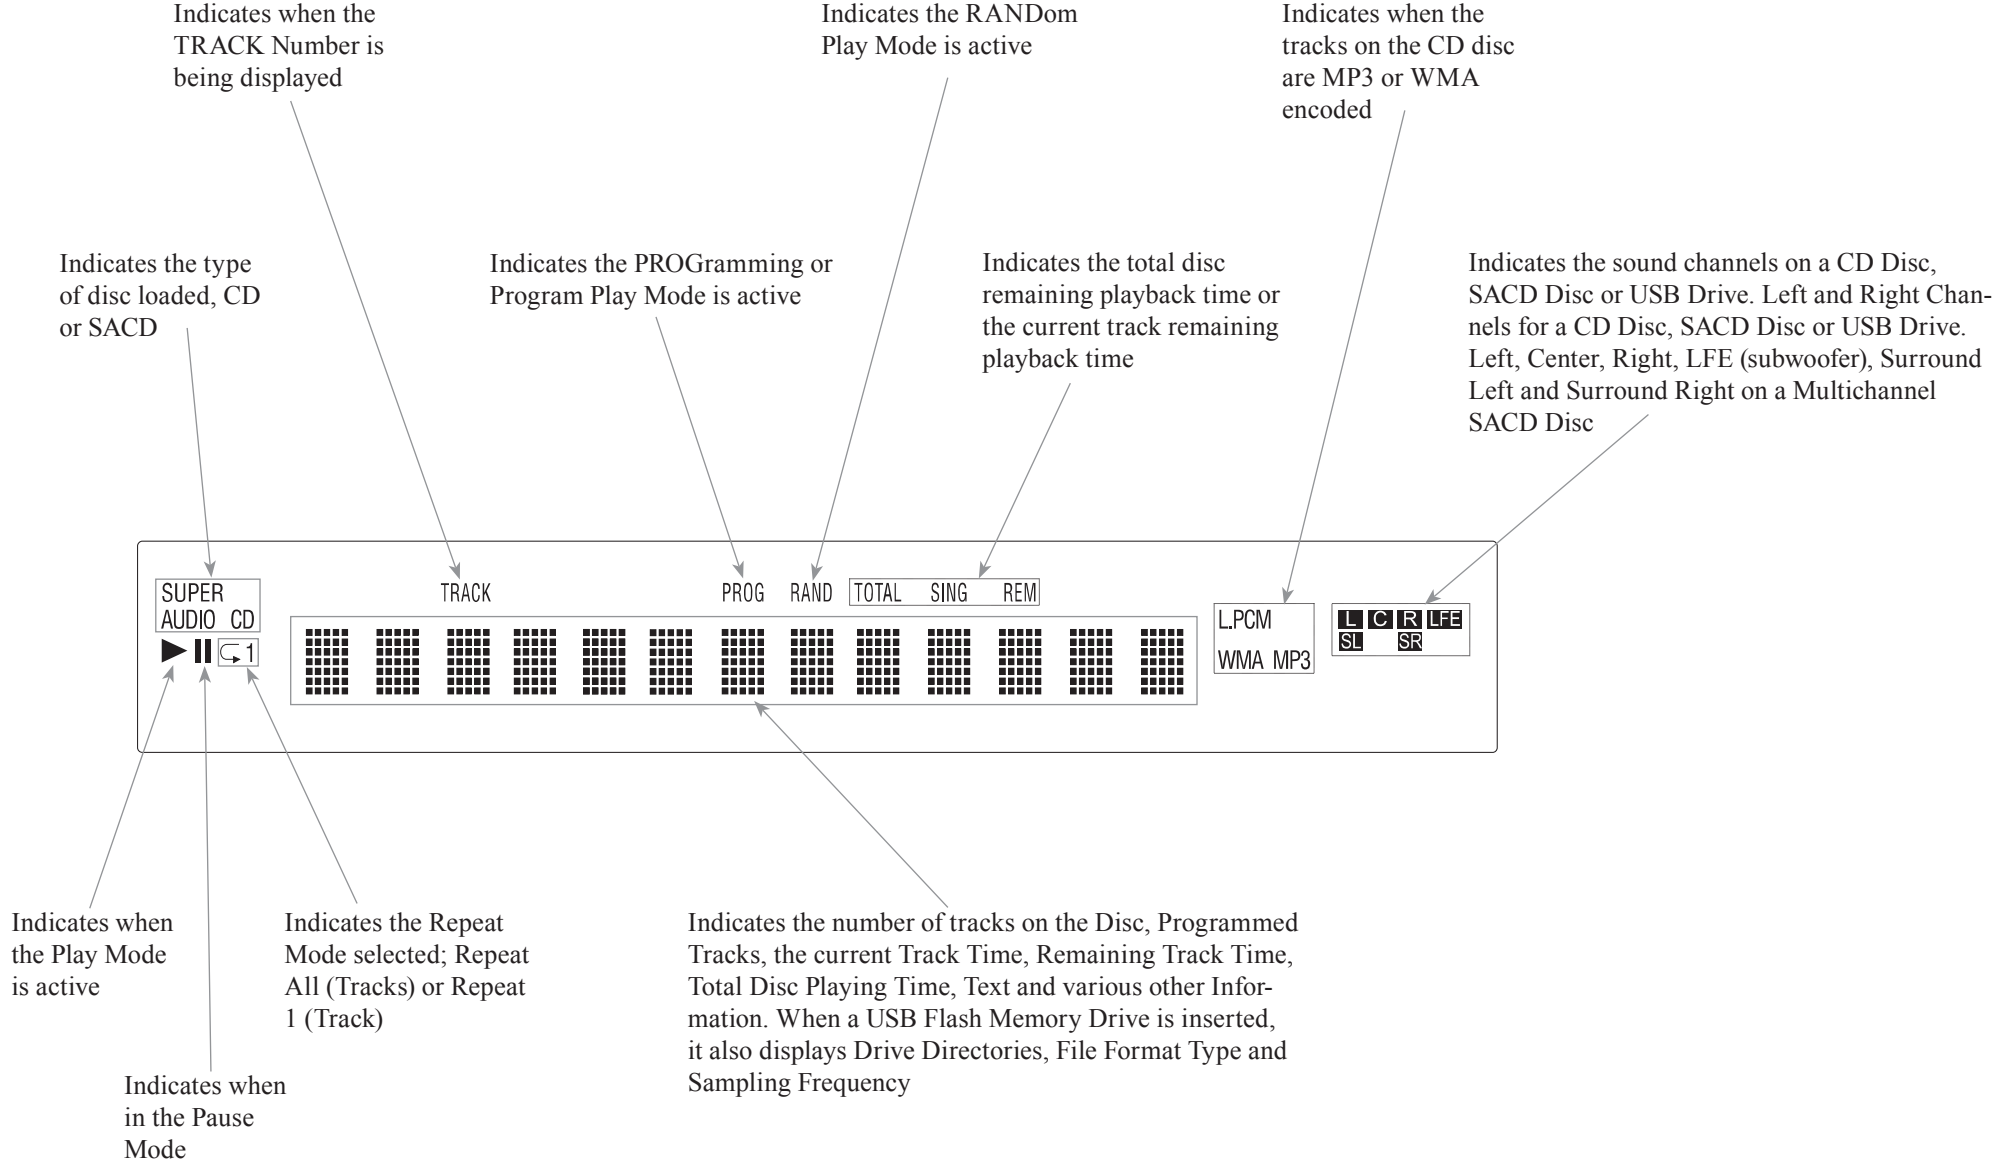 Indicates when the
TRACK Number is
being displayed
Indicates the RANDom
Play Mode is active
Indicates when the
tracks on the CD disc
are MP3 or WMA
encoded
Indicates the type
of disc loaded, CD
or SACD
Indicates the PROGramming or
Program Play Mode is active
Indicates the total disc
remaining playback time or
the current track remaining
playback time
Indicates the sound channels on a CD Disc,
SACD Disc or USB Drive. Left and Right Chan-
nels for a CD Disc, SACD Disc or USB Drive.
Left, Center, Right, LFE (subwoofer), Surround
Left and Surround Right on a Multichannel
SACD Disc
SUPER
AUDIO CD
1
TRACK
PROG
RAND
TOTAL SING REM
L.PCM
WMA MP3
L C R LFE
SL SR
Indicates when
the Play Mode
is active
Indicates the Repeat
Mode selected; Repeat
All (Tracks) or Repeat
1 (Track)
Indicates the number of tracks on the Disc, Programmed
Tracks, the current Track Time, Remaining Track Time,
Total Disc Playing Time, Text and various other Infor-
mation. When a USB Flash Memory Drive is inserted,
it also displays Drive Directories, File Format Type and
Sampling Frequency
Indicates when
in the Pause
Mode